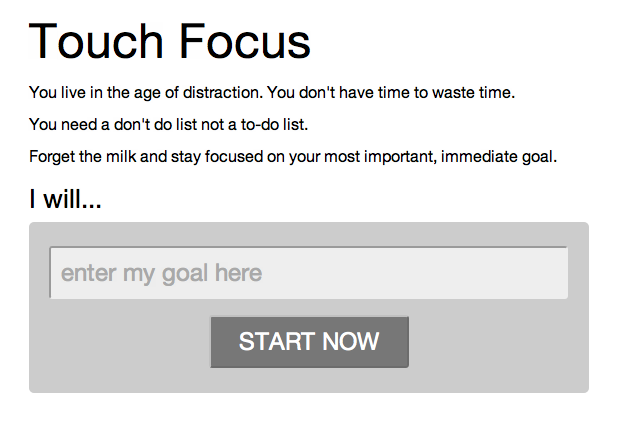 Touch Focus
You live in the age of distraction. You don't have time to waste time.
You need a don't do list not a to-do list.
Forget the milk and stay focused on your most important, immediate goal.
I will...
enter my goal here
START NOW